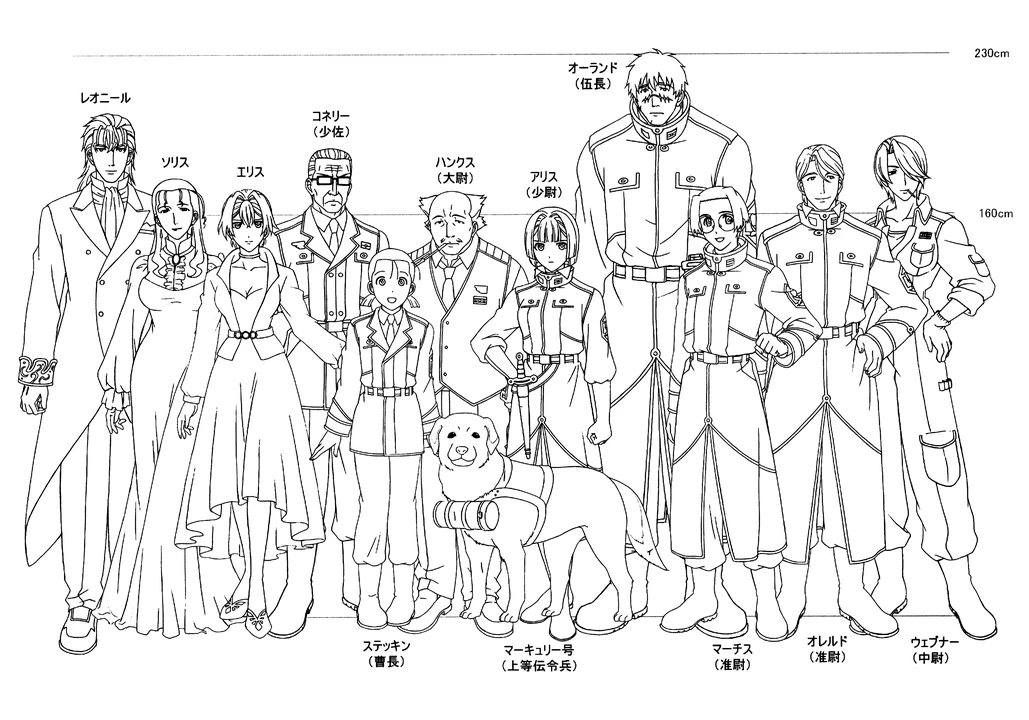 230cm
オーランド
(伍長)
レオニール
コネリー
(少佐)
ソリス
エリス
ハンクス
(大尉)
アリス
(少尉)
160cm
ステッキン
(曹長)
マーキュリー号
(上等伝令兵)
マーチス
(准尉)
オレルド
(准尉)
ウェブナー
(中尉)